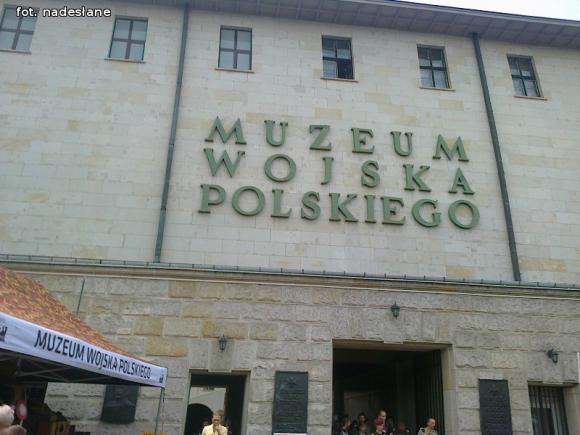 fot. nadesłane
MUZEUM
WOJSKA
POLSKIEGO
MUZEUM WOJSKA POLSKIEGO